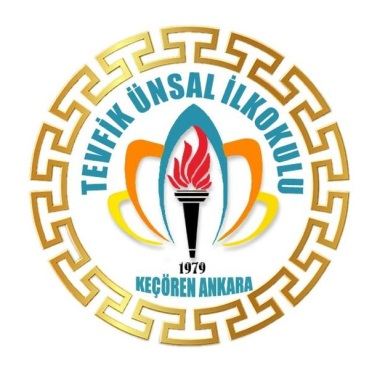 TEVFİK ÜNSAL İLKOKULU
1979
KEÇÖREN ANKARA